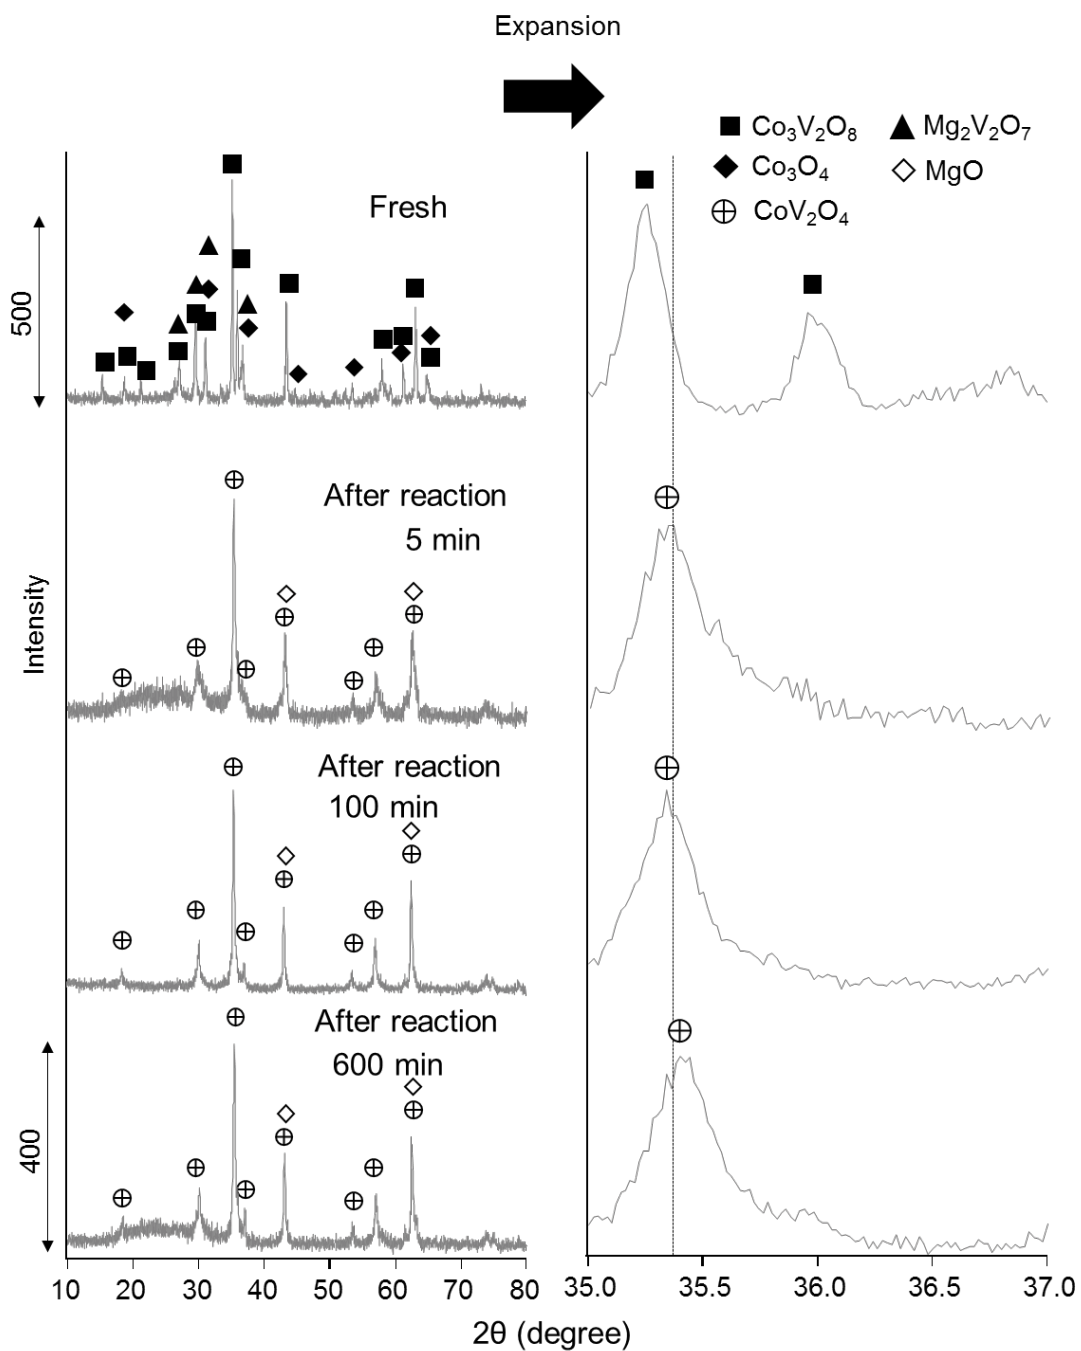 Expansion
Co₃V₂O₈
Mg₂V₂O₇
Co₃O₄
MgO
CoV₂O₄
Fresh
500
After reaction
5 min
Intensity
After reaction
100 min
After reaction
600 min
400
10 20 30 40 50 60 70 80
35.0 35.5 36.0 36.5 37.0
2θ (degree)